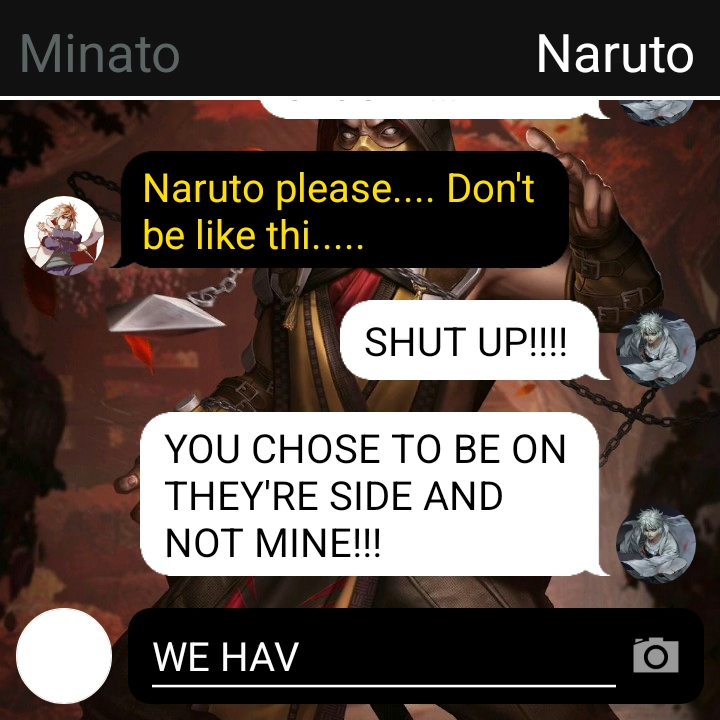 Minato
Naruto
Naruto please.... Don't
be like thi.....
SHUT UP!!!!
YOU CHOSE TO BE ON
THEY'RE SIDE AND
NOT MINE!!!
WE HAV